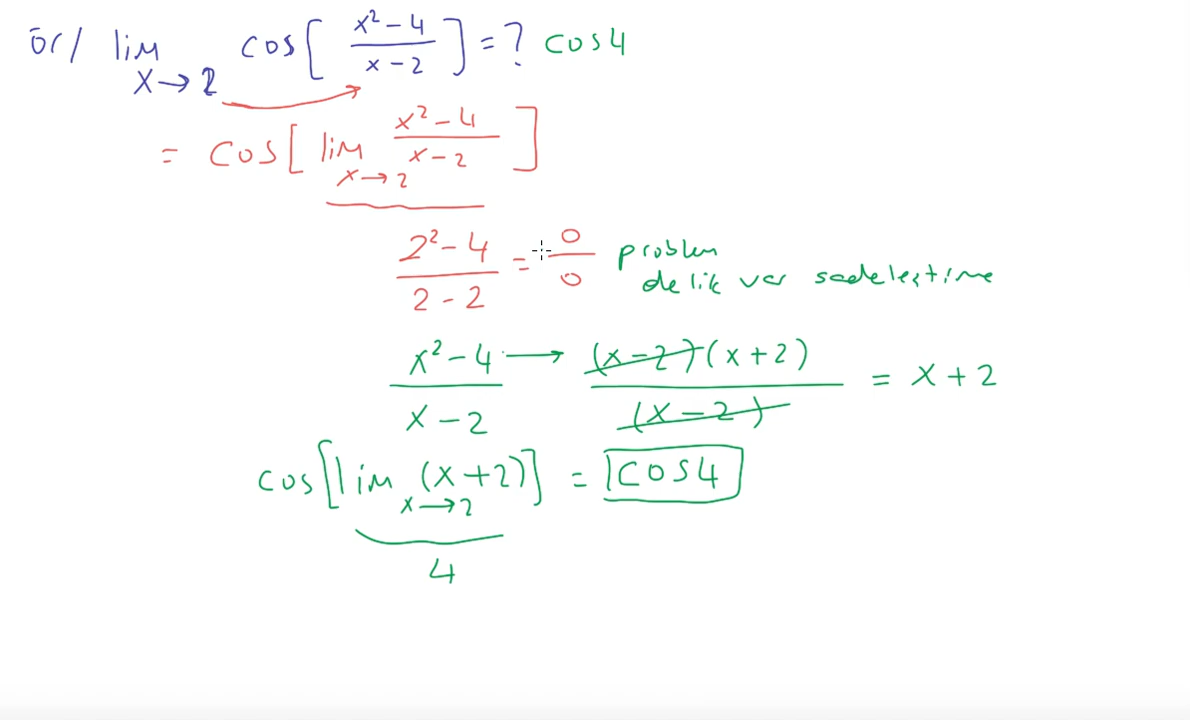 ör/ lim x→2 cos[ (x² - 4)/(x - 2) ] = ? cos4
= cos[ lim x→2 (x² - 4)/(x - 2) ]
(2² - 4)/(2 - 2) = 0/0 problem
delik var sadeleştirme
(x² - 4)/(x - 2) → (x-2)(x+2)/(x-2) = x+2
cos[lim x→2 (x+2)] = cos4
4